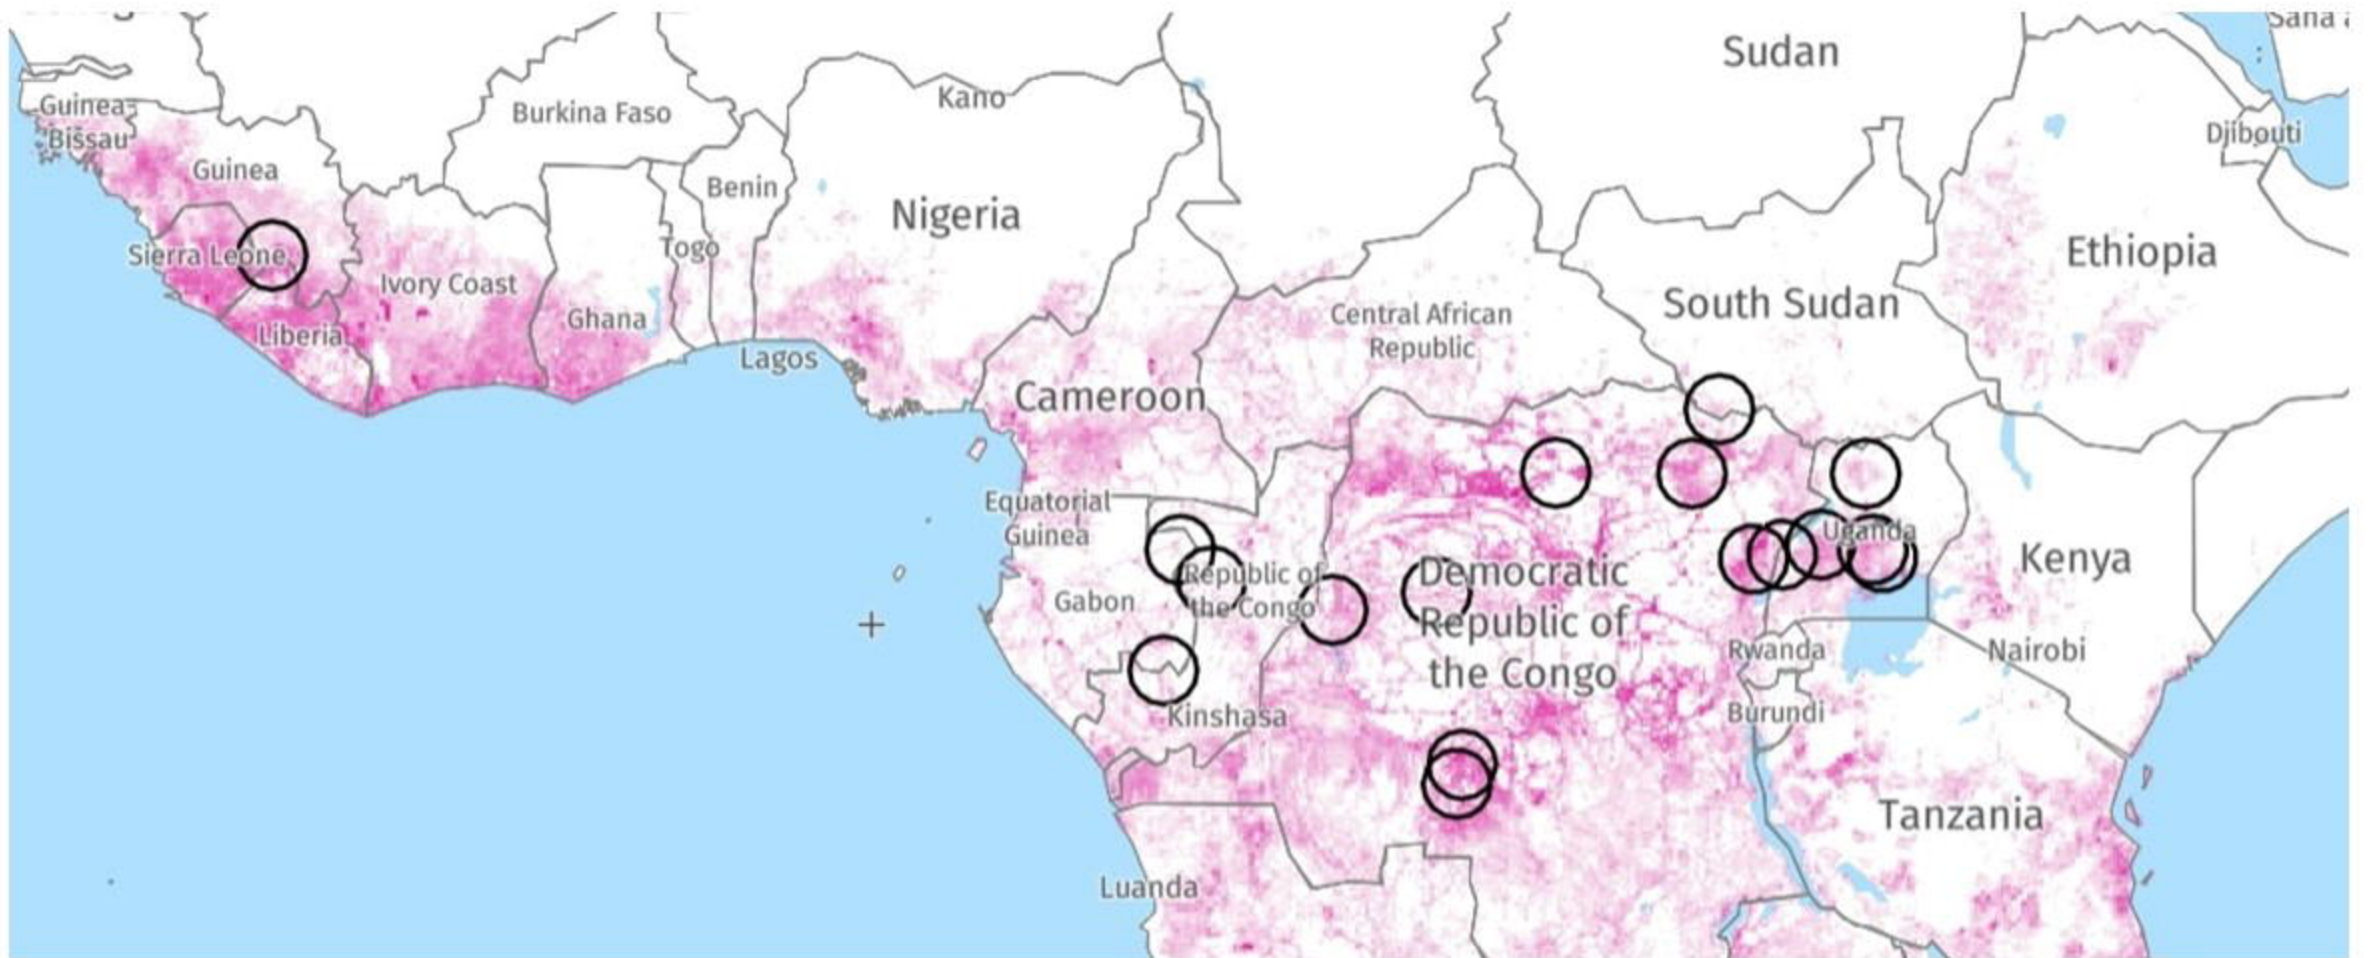 Sudan
Guinea-
Bissau
Burkina Faso
Kano
Djibouti
Guinea
Benin
Nigeria
Sierra Leone
Togo
Ethiopia
Ivory Coast
Ghana
Central African
Republic
South Sudan
Liberia
Lagos
Cameroon
Equatorial
Guinea
Uganda
Kenya
Gabon
Republic of
the Congo
Democratic
Republic of
the Congo
Rwanda
Nairobi
Kinshasa
Burundi
Tanzania
Luanda